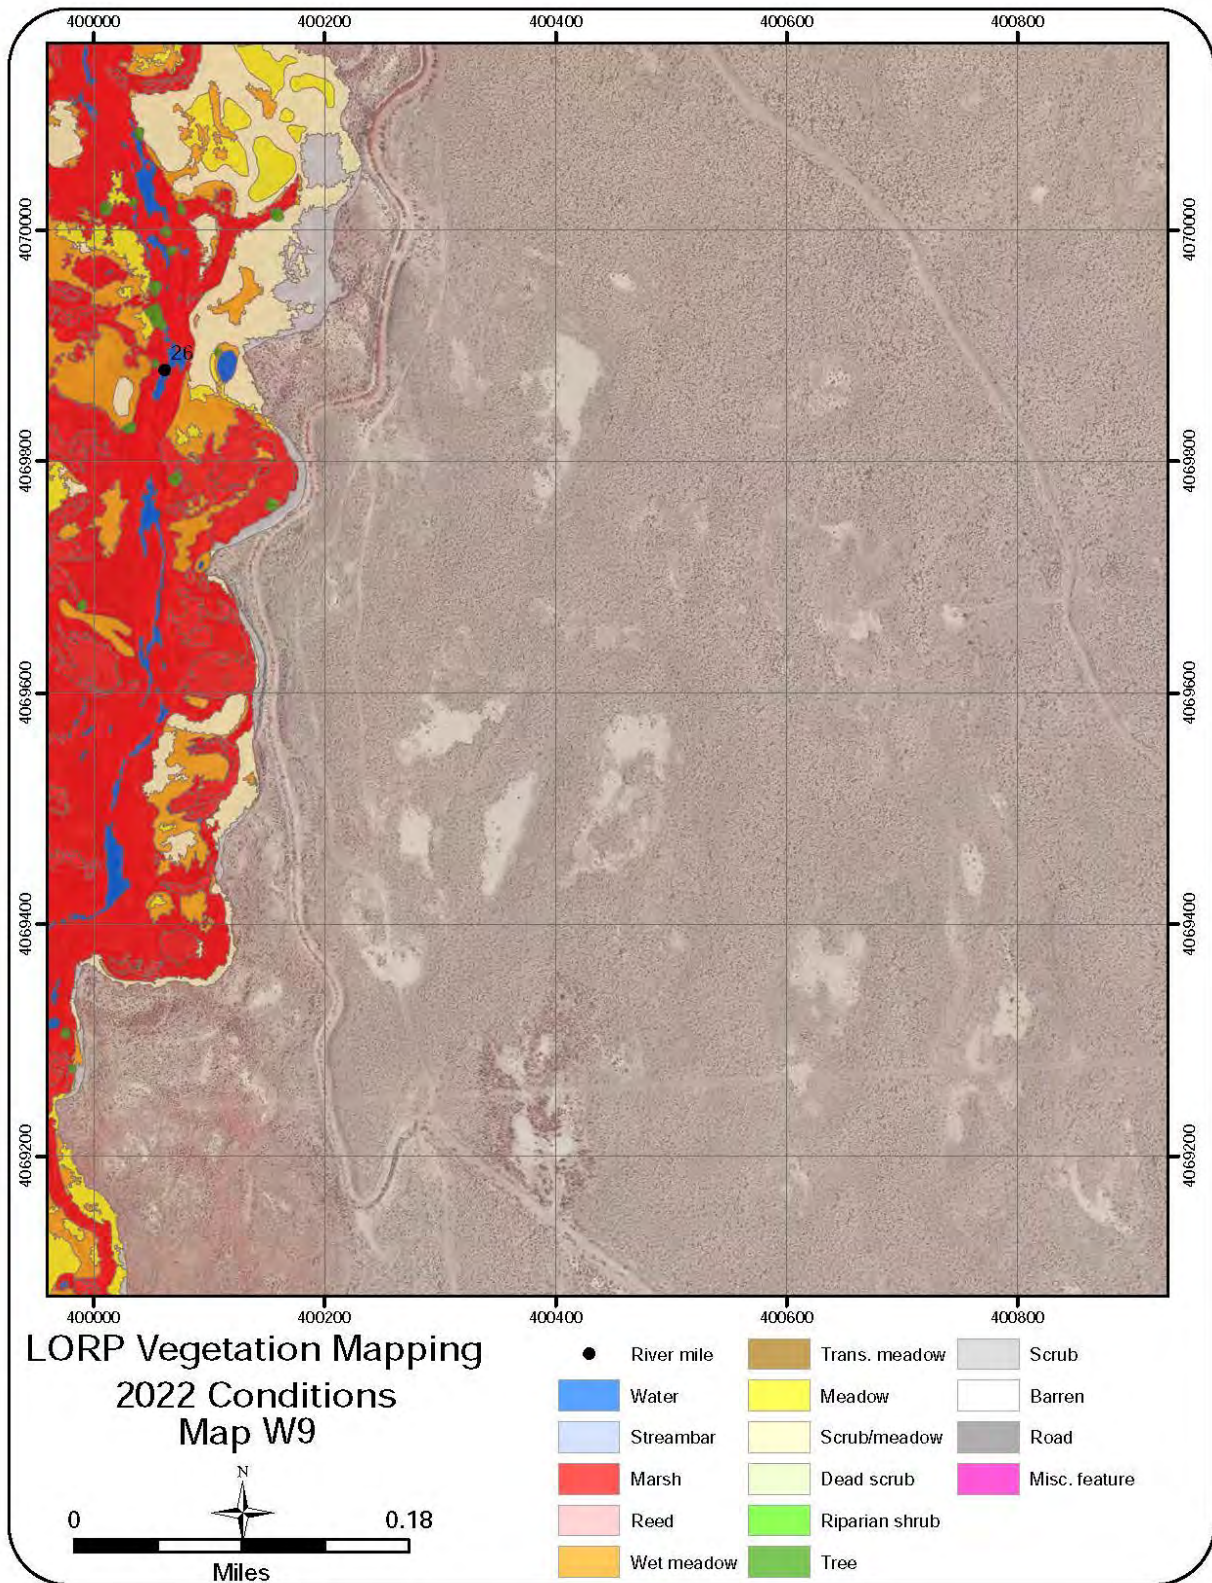 400000 400200 400400 400600 400800
4070000 4070000
26
4069800 4069800
4069600 4069600
4069400 4069400
4069200 4069200
400000 400200 400400 400600 400800
LORP Vegetation Mapping
2022 Conditions
Map W9
N
0 0.18
Miles
River mile
Water
Streambar
Marsh
Reed
Wet meadow
Trans. meadow
Meadow
Scrub/meadow
Dead scrub
Riparian shrub
Tree
Scrub
Barren
Road
Misc. feature